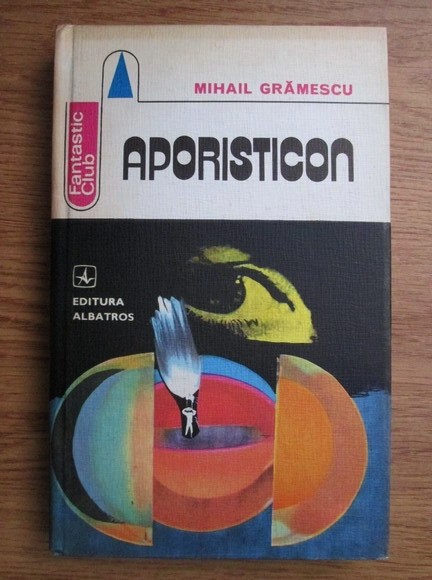 MIHAIL GRĂMESCU
APORISTICON
Fantastic
Club
EDITURA
ALBATROS